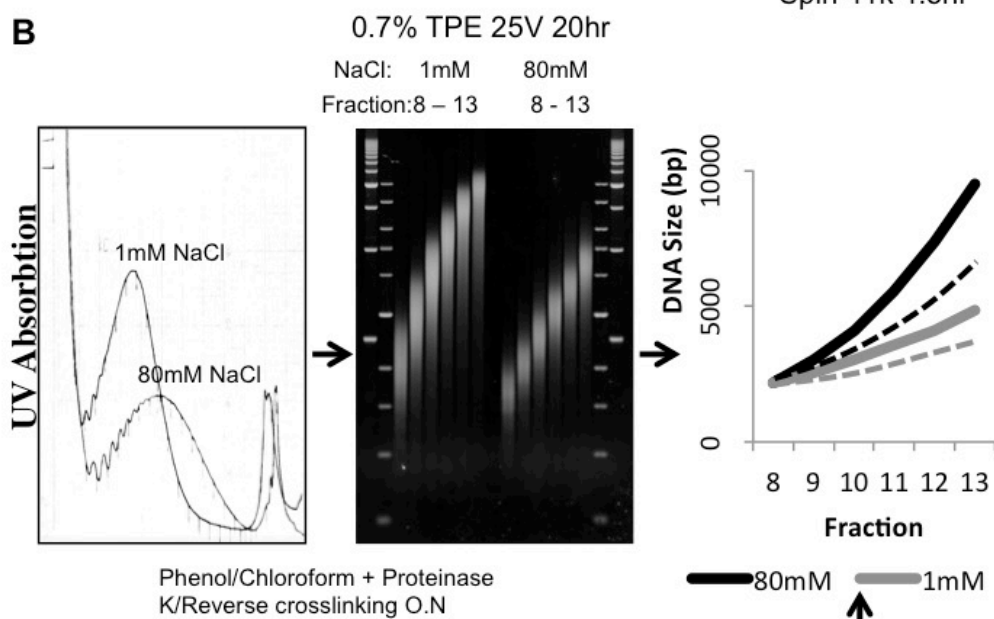 B
0.7% TPE 25V 20hr
NaCl: 1mM 80mM
Fraction:8 – 13 8 - 13
UV Absorbtion
1mM NaCl
80mM NaCl
DNA Size (bp)
10000
5000
0
8 9 10 11 12 13
Fraction
80mM 1mM
Phenol/Chloroform + Proteinase
K/Reverse crosslinking O.N